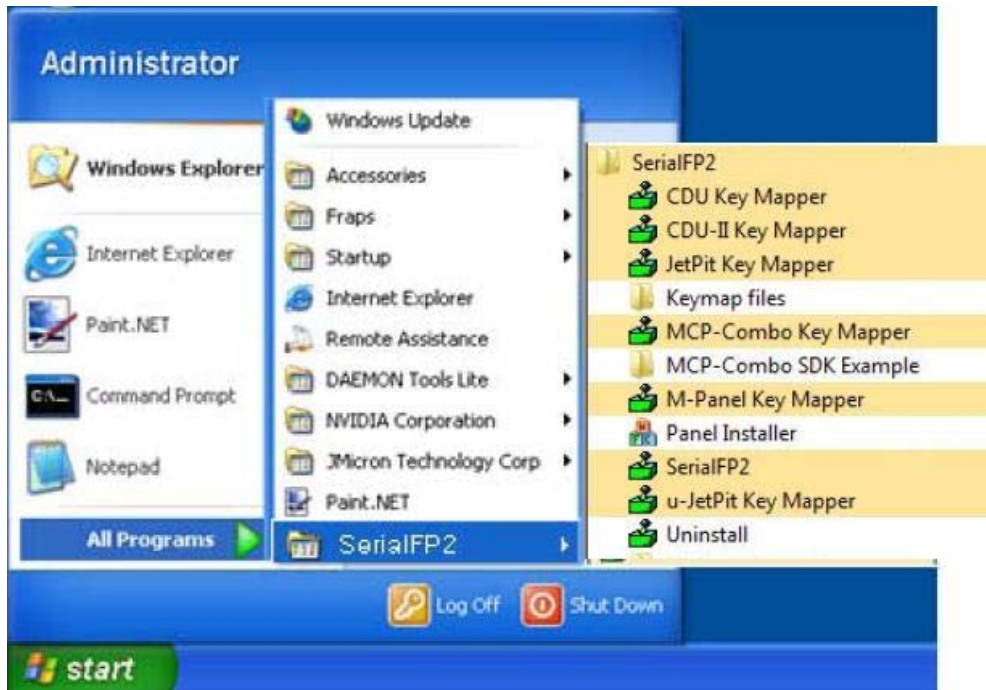 Administrator
Windows Explorer
Internet Explorer
Paint.NET
Command Prompt
Notepad
All Programs
Windows Update
Accessories
Fraps
Startup
Internet Explorer
Remote Assistance
DAEMON Tools Lite
NVIDIA Corporation
JMicron Technology Corp
Paint.NET
SerialFP2
SerialFP2
CDU Key Mapper
CDU-II Key Mapper
JetPit Key Mapper
Keymap files
MCP-Combo Key Mapper
MCP-Combo SDK Example
M-Panel Key Mapper
Panel Installer
SerialFP2
u-JetPit Key Mapper
Uninstall
Log Off
Shut Down
start